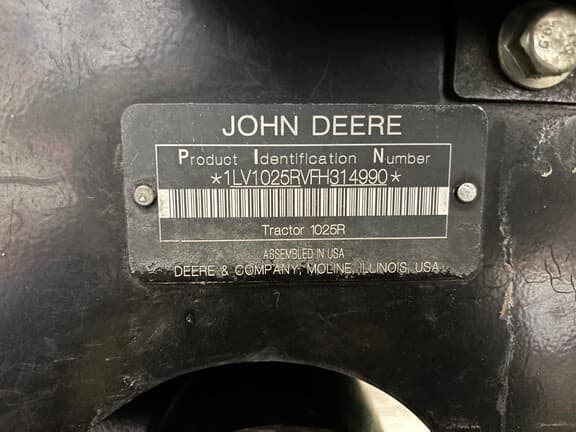 JOHN DEERE
Product Identification Number
*1LV1025RVFH314990*
Tractor 1025R
ASSEMBLED IN USA
DEERE & COMPANY, MOLINE, ILLINOIS, USA